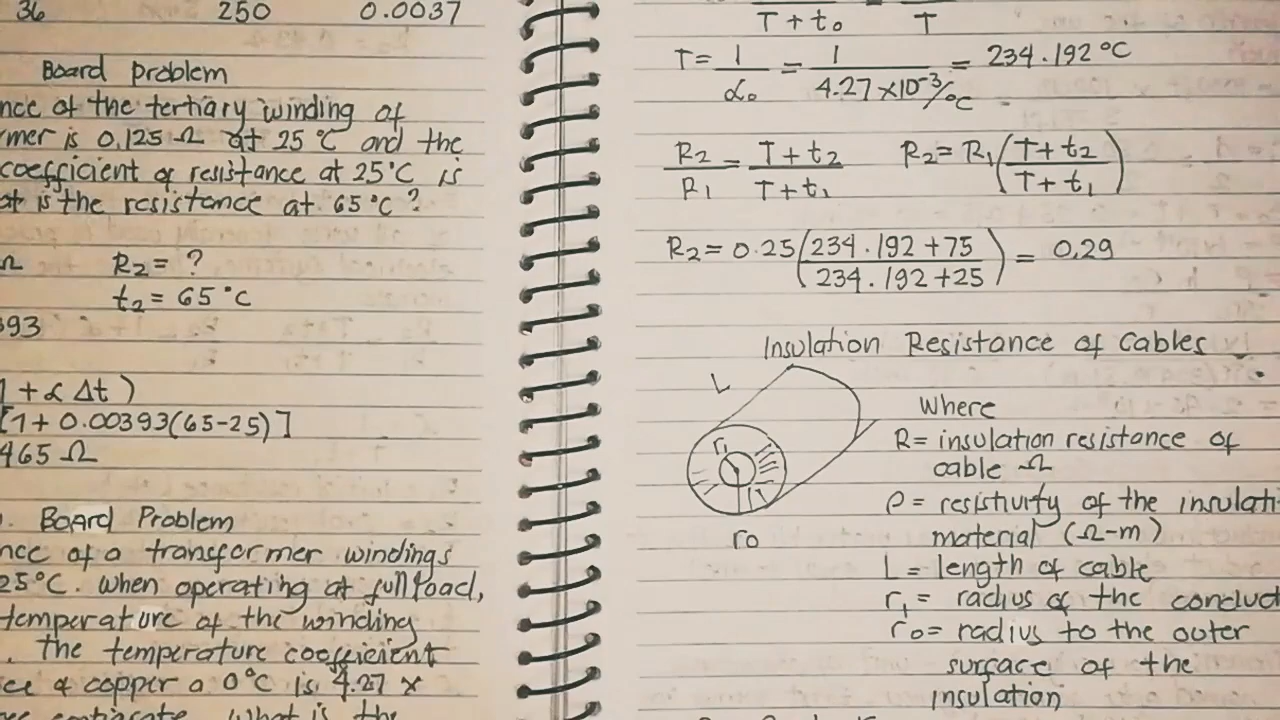 36 250 0.0037
Board problem
nce of the tertiary winding of
mer is 0.125 Ω at 25 °C and the
coefficient of resistance at 25°C is
at is the resistance at 65°C?
Ω R₂ = ?
t₂ = 65°C
393
1 + α Δt )
[1 + 0.00393(65-25)]
465 Ω
. Board Problem
nce of a transformer windings
25°C. When operating at full load,
temperature of the winding
. The temperature coefficient
ce of copper a 0°C is 4.27 x
What is the
T + t₀ = T
T = 1/α₀ = 1/4.27 x10⁻³/°C = 234.192 °C
R₂/R₁ = T + t₂/T + t₁ R₂ = R₁(T + t₂/T + t₁)
R₂ = 0.25(234.192 + 75/234.192 + 25) = 0.29
Insulation Resistance of Cables
L
Where
r₁
R = insulation resistance of
cable Ω
ρ = resistivity of the insulati
material (Ω-m)
ro
L = length of cable
r₁ = radius of the conduct
ro = radius to the outer
surface of the
insulation